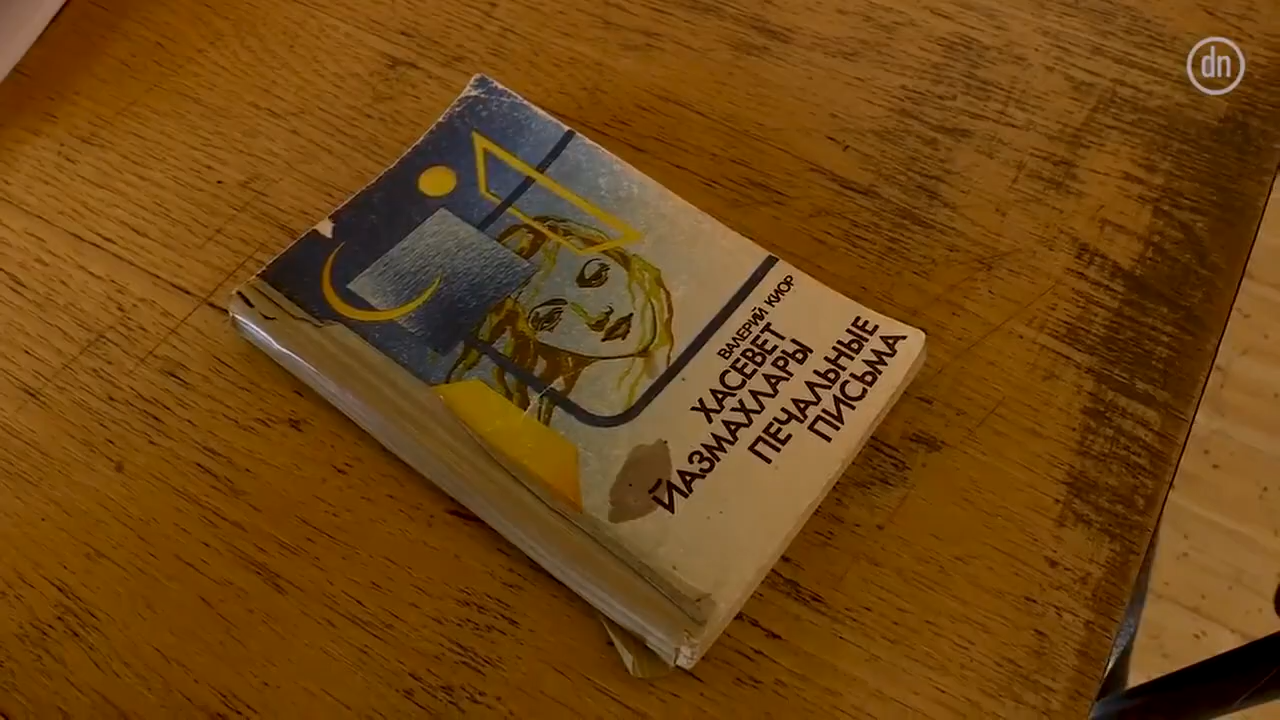 dn
ВАЛЕРИЙ КИОР
ХАСЕВЕТ
ЙАЗМАХЛАРЫ
ПЕЧАЛЬНЫЕ
ПИСЬМА